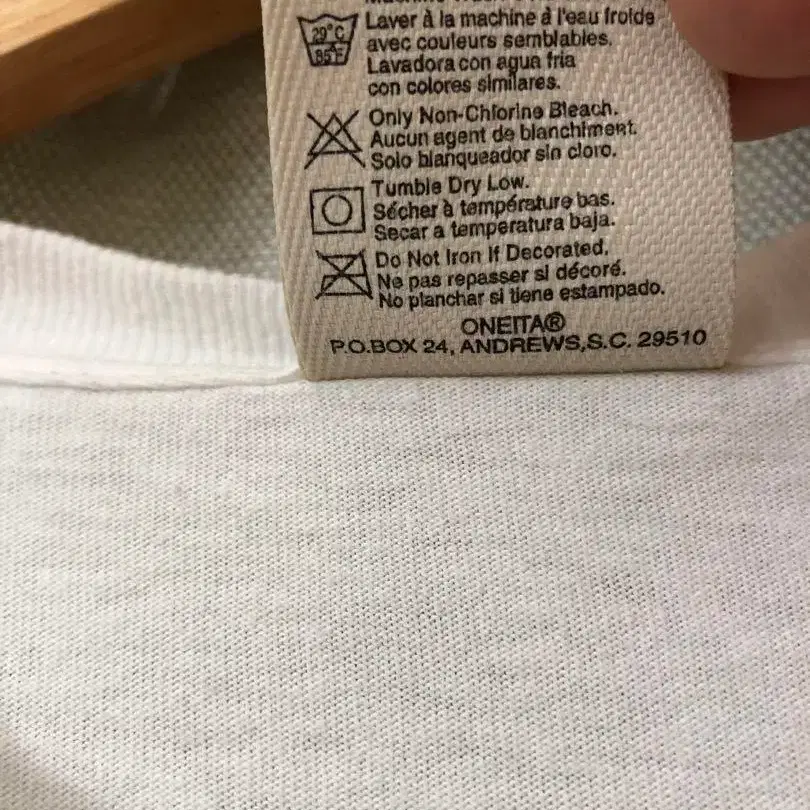 29°C
85°F
Laver à la machine à l'eau froide
avec couleurs semblables.
Lavadora con agua fria
con colores similares.
Only Non-Chlorine Bleach.
Aucun agent de blanchiment.
Solo blanqueador sin cloro.
Tumble Dry Low.
Sécher à température bas.
Secar a temperatura baja.
Do Not Iron If Decorated.
Ne pas repasser si décoré.
No planchar si tiene estampado.
ONEITA®
P.O.BOX 24, ANDREWS,S.C. 29510